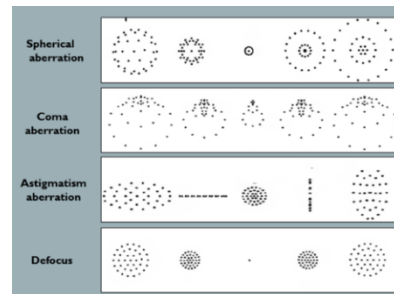 Spherical
aberration
Coma
aberration
Astigmatism
aberration
Defocus